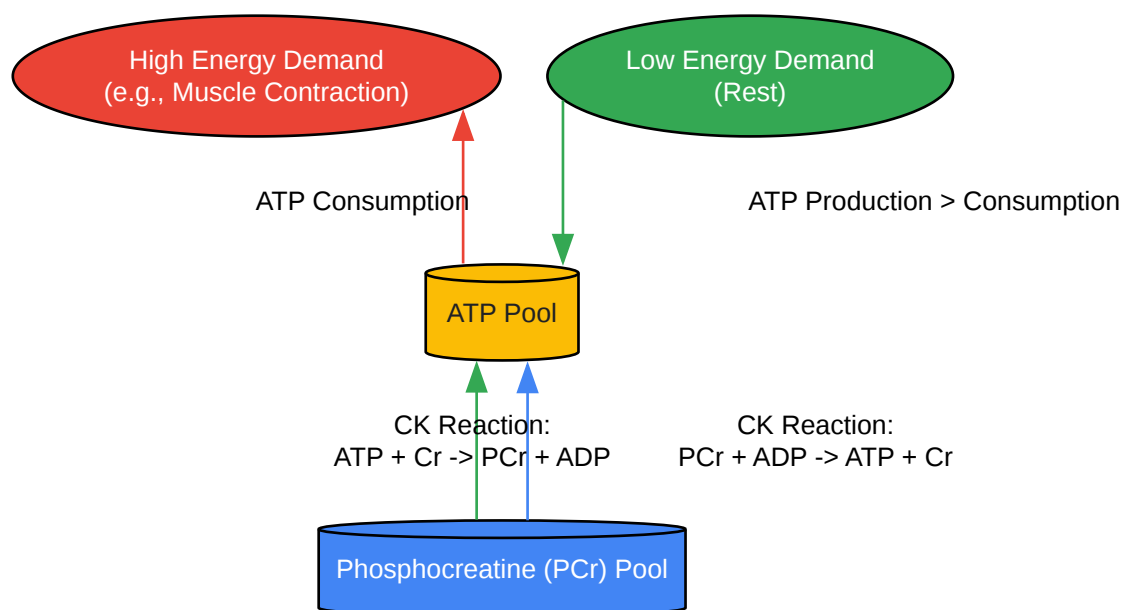 High Energy Demand
(e.g., Muscle Contraction)
Low Energy Demand
(Rest)
ATP Consumption
ATP Production > Consumption
ATP Pool
CK Reaction:
ATP + Cr -> PCr + ADP
CK Reaction:
PCr + ADP -> ATP + Cr
Phosphocreatine (PCr) Pool